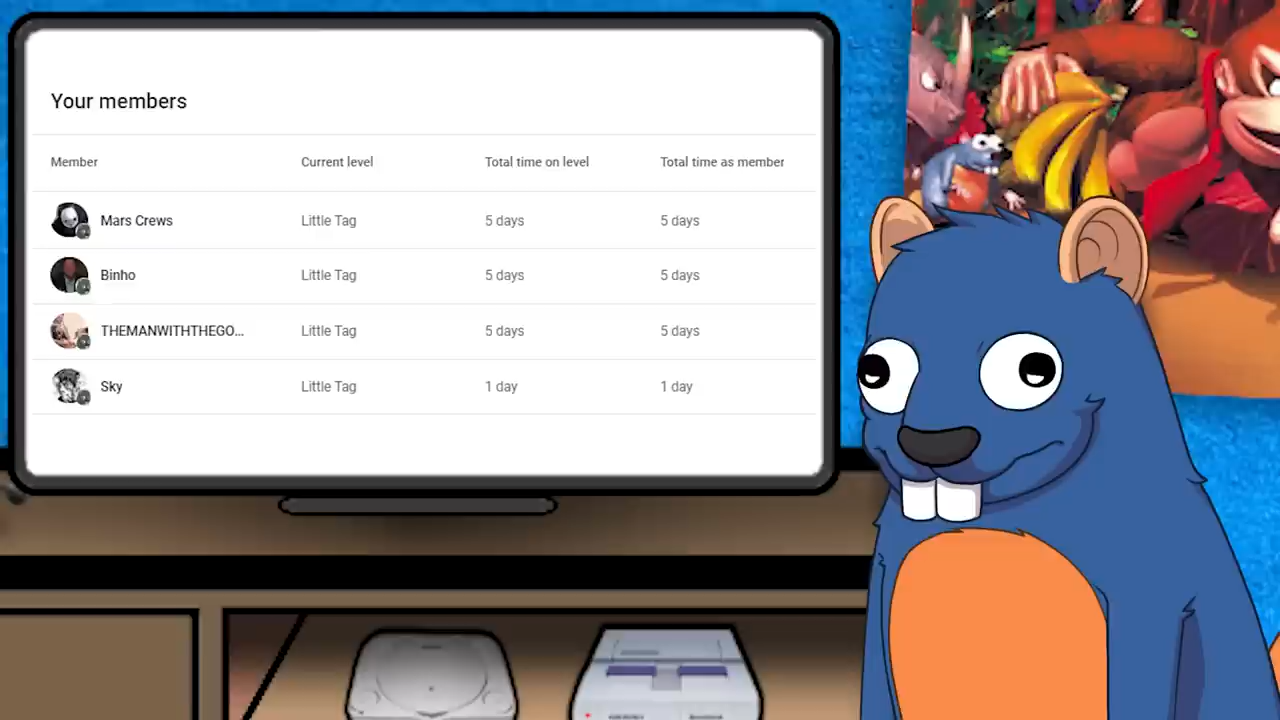 Your members
Member Current level Total time on level Total time as member
Mars Crews Little Tag 5 days 5 days
Binho Little Tag 5 days 5 days
THEMANWITHTHEGO... Little Tag 5 days 5 days
Sky Little Tag 1 day 1 day